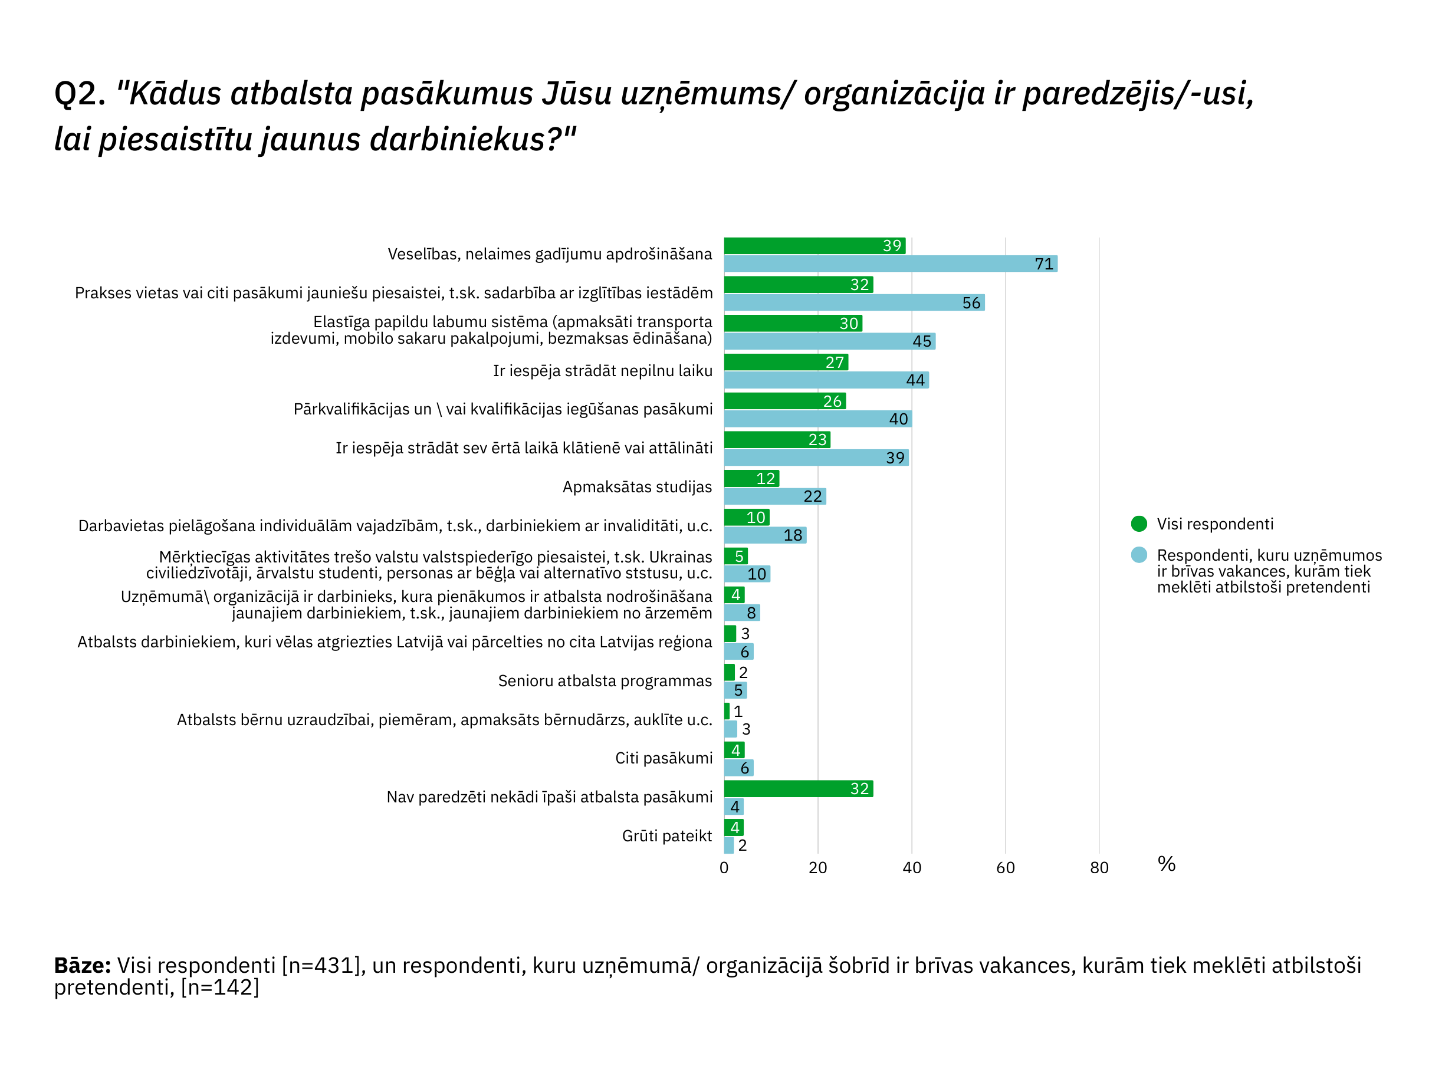 Q2. "Kādus atbalsta pasākumus Jūsu uzņēmums/ organizācija ir paredzējis/-usi,
lai piesaistītu jaunus darbiniekus?"
Veselības, nelaimes gadījumu apdrošināšana
39
71
Prakses vietas vai citi pasākumi jauniešu piesaistei, t.sk. sadarbība ar izglītības iestādēm
32
56
Elastīga papildu labumu sistēma (apmaksāti transporta
izdevumi, mobilo sakaru pakalpojumi, bezmaksas ēdināšana)
30
45
Ir iespēja strādāt nepilnu laiku
27
44
Pārkvalifikācijas un \ vai kvalifikācijas iegūšanas pasākumi
26
40
Ir iespēja strādāt sev ērtā laikā klātienē vai attālināti
23
39
Apmaksātas studijas
12
22
Darbavietas pielāgošana individuālām vajadzībām, t.sk., darbiniekiem ar invaliditāti, u.c.
10
18
Mērķtiecīgas aktivitātes trešo valstu valstspiederīgo piesaistei, t.sk. Ukrainas
civiliedzīvotāji, ārvalstu studenti, personas ar bēģļa vai alternatīvo ststusu, u.c.
5
10
Uzņēmumā\ organizācijā ir darbinieks, kura pienākumos ir atbalsta nodrošināšana
jaunajiem darbiniekiem, t.sk., jaunajiem darbiniekiem no ārzemēm
4
8
Atbalsts darbiniekiem, kuri vēlas atgriezties Latvijā vai pārcelties no cita Latvijas reģiona
3
6
Senioru atbalsta programmas
2
5
Atbalsts bērnu uzraudzībai, piemēram, apmaksāts bērnudārzs, auklīte u.c.
1
3
Citi pasākumi
4
6
Nav paredzēti nekādi īpaši atbalsta pasākumi
32
4
Grūti pateikt
4
2
0 20 40 60 80 %
Visi respondenti
Respondenti, kuru uzņēmumos
ir brīvas vakances, kurām tiek
meklēti atbilstoši pretendenti
Bāze: Visi respondenti [n=431], un respondenti, kuru uzņēmumā/ organizācijā šobrīd ir brīvas vakances, kurām tiek meklēti atbilstoši
pretendenti, [n=142]